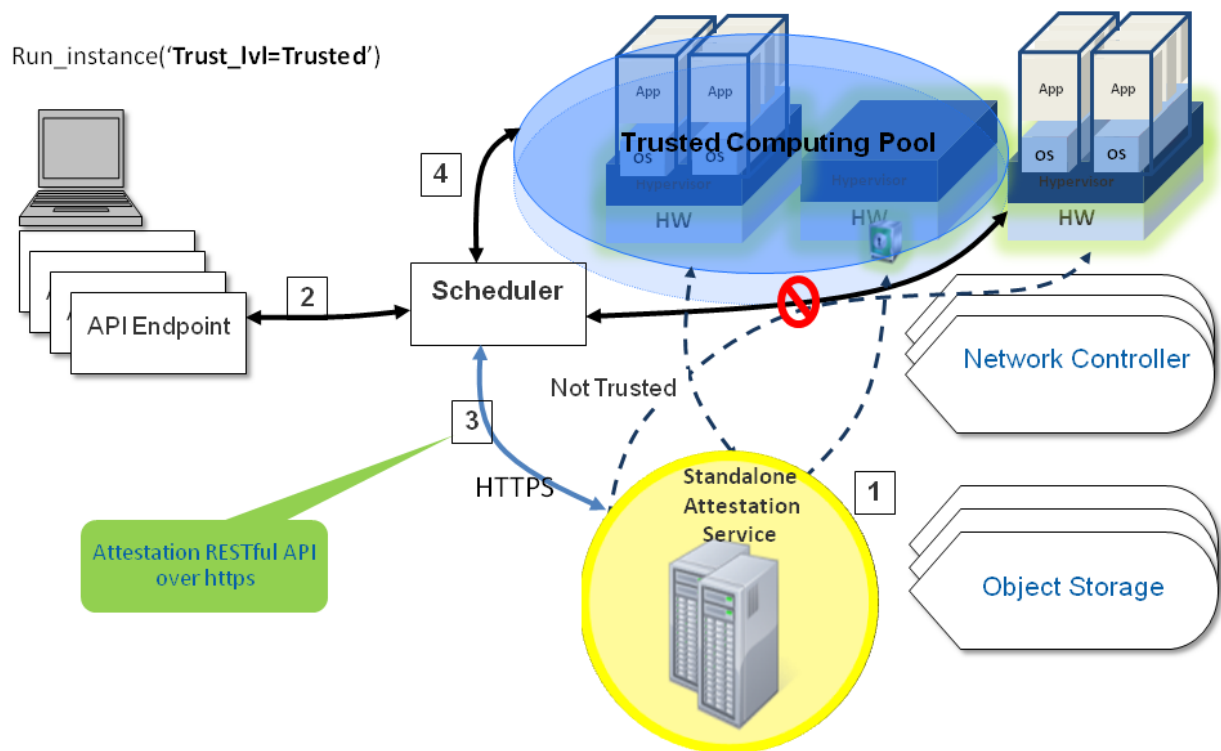 Run_instance('Trust_lvl=Trusted')
App
App
OS
OS
Trusted Computing Pool
Hypervisor
HW
Hypervisor
HW
App
App
OS
OS
Hypervisor
HW
4
2
Scheduler
A
A
A
API Endpoint
Network Controller
Not Trusted
3
HTTPS
Standalone
Attestation
Service
1
Attestation RESTful API
over https
Object Storage